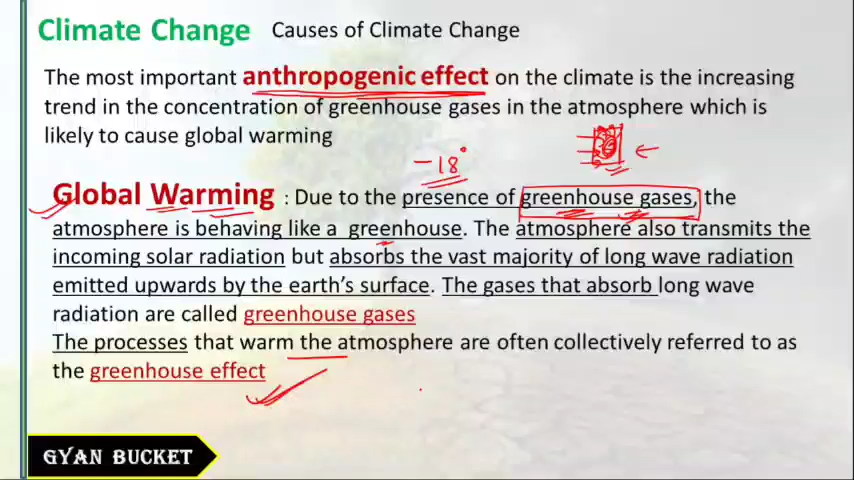 Climate Change Causes of Climate Change
The most important anthropogenic effect on the climate is the increasing
trend in the concentration of greenhouse gases in the atmosphere which is
likely to cause global warming
-18°
Global Warming : Due to the presence of greenhouse gases, the
atmosphere is behaving like a greenhouse. The atmosphere also transmits the
incoming solar radiation but absorbs the vast majority of long wave radiation
emitted upwards by the earth's surface. The gases that absorb long wave
radiation are called greenhouse gases
The processes that warm the atmosphere are often collectively referred to as
the greenhouse effect
GYAN BUCKET